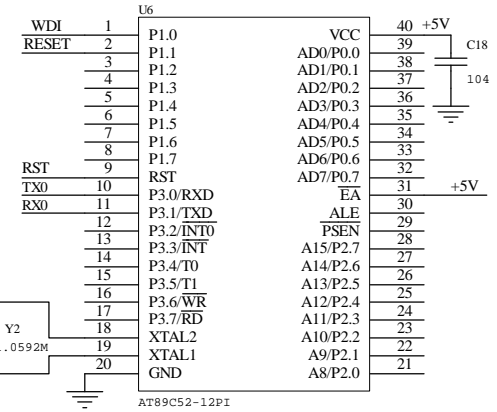 U6
WDI 1 P1.0 VCC 40 +5V
RESET 2 P1.1 AD0/P0.0 39
3 P1.2 AD1/P0.1 38
C18
4 P1.3 AD2/P0.2 37
104
5 P1.4 AD3/P0.3 36
6 P1.5 AD4/P0.4 35
7 P1.6 AD5/P0.5 34
8 P1.7 AD6/P0.6 33
RST 9 RST AD7/P0.7 32
TX0 10 P3.0/RXD EA 31 +5V
RX0 11 P3.1/TXD ALE 30
12 P3.2/INT0 PSEN 29
13 P3.3/INT A15/P2.7 28
14 P3.4/T0 A14/P2.6 27
15 P3.5/T1 A13/P2.5 26
16 P3.6/WR A12/P2.4 25
17 P3.7/RD A11/P2.3 24
Y2
18 XTAL2 A10/P2.2 23
.0592M
19 XTAL1 A9/P2.1 22
20 GND A8/P2.0 21
AT89C52-12PI